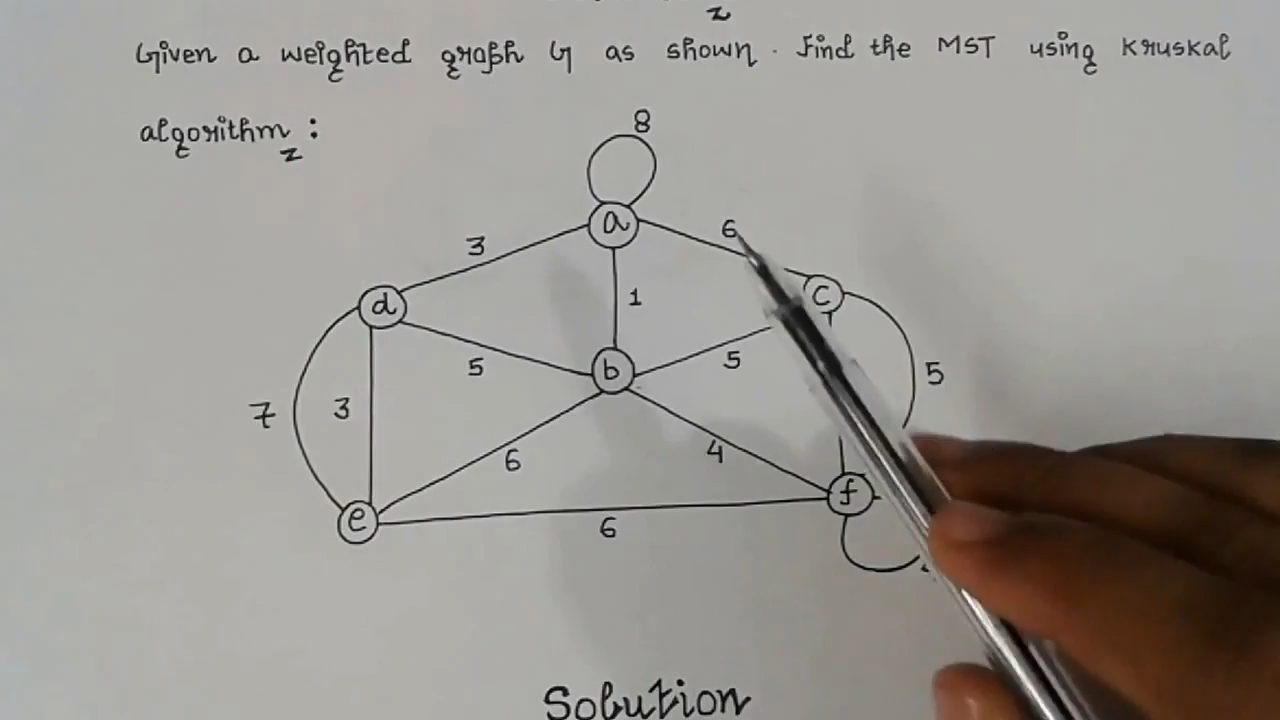 Given a weighted graph G as shown. Find the MST using Kruskal
algorithm :
8
a
3
6
d
1
c
5
b
5
5
7
3
6
4
e
f
6
Solution